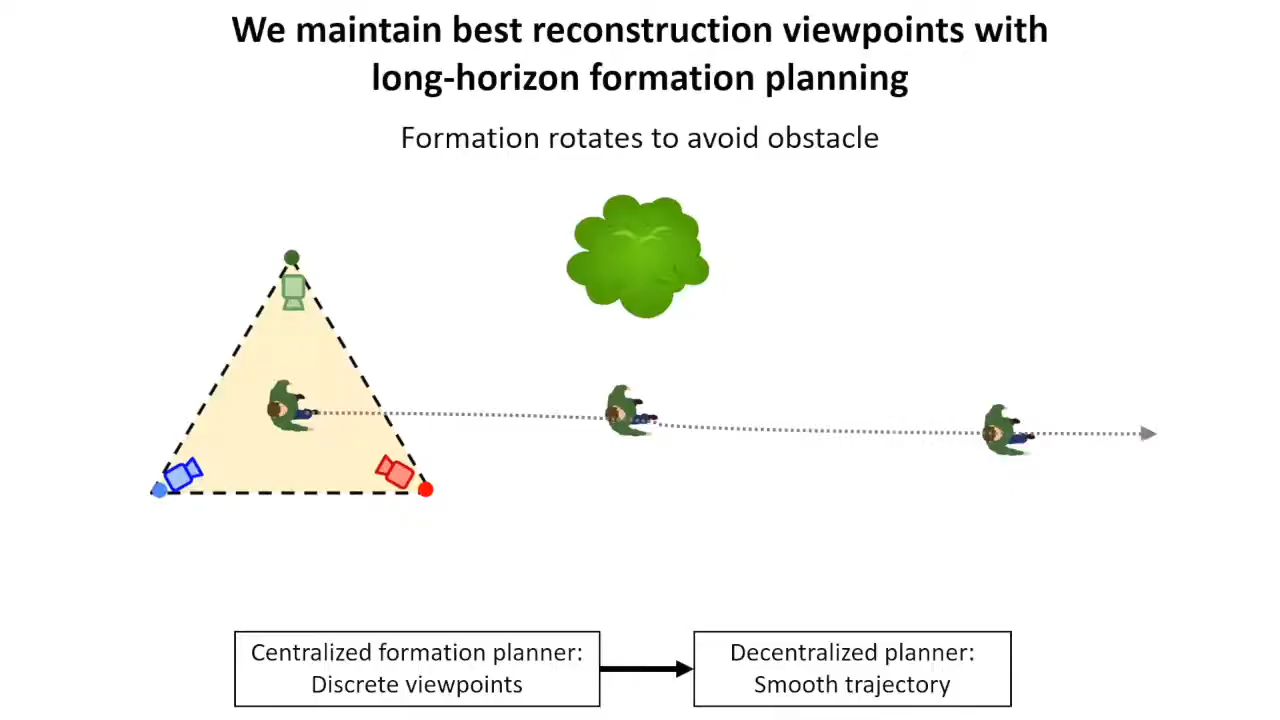 We maintain best reconstruction viewpoints with
long-horizon formation planning
Formation rotates to avoid obstacle
Centralized formation planner:
Discrete viewpoints
Decentralized planner:
Smooth trajectory